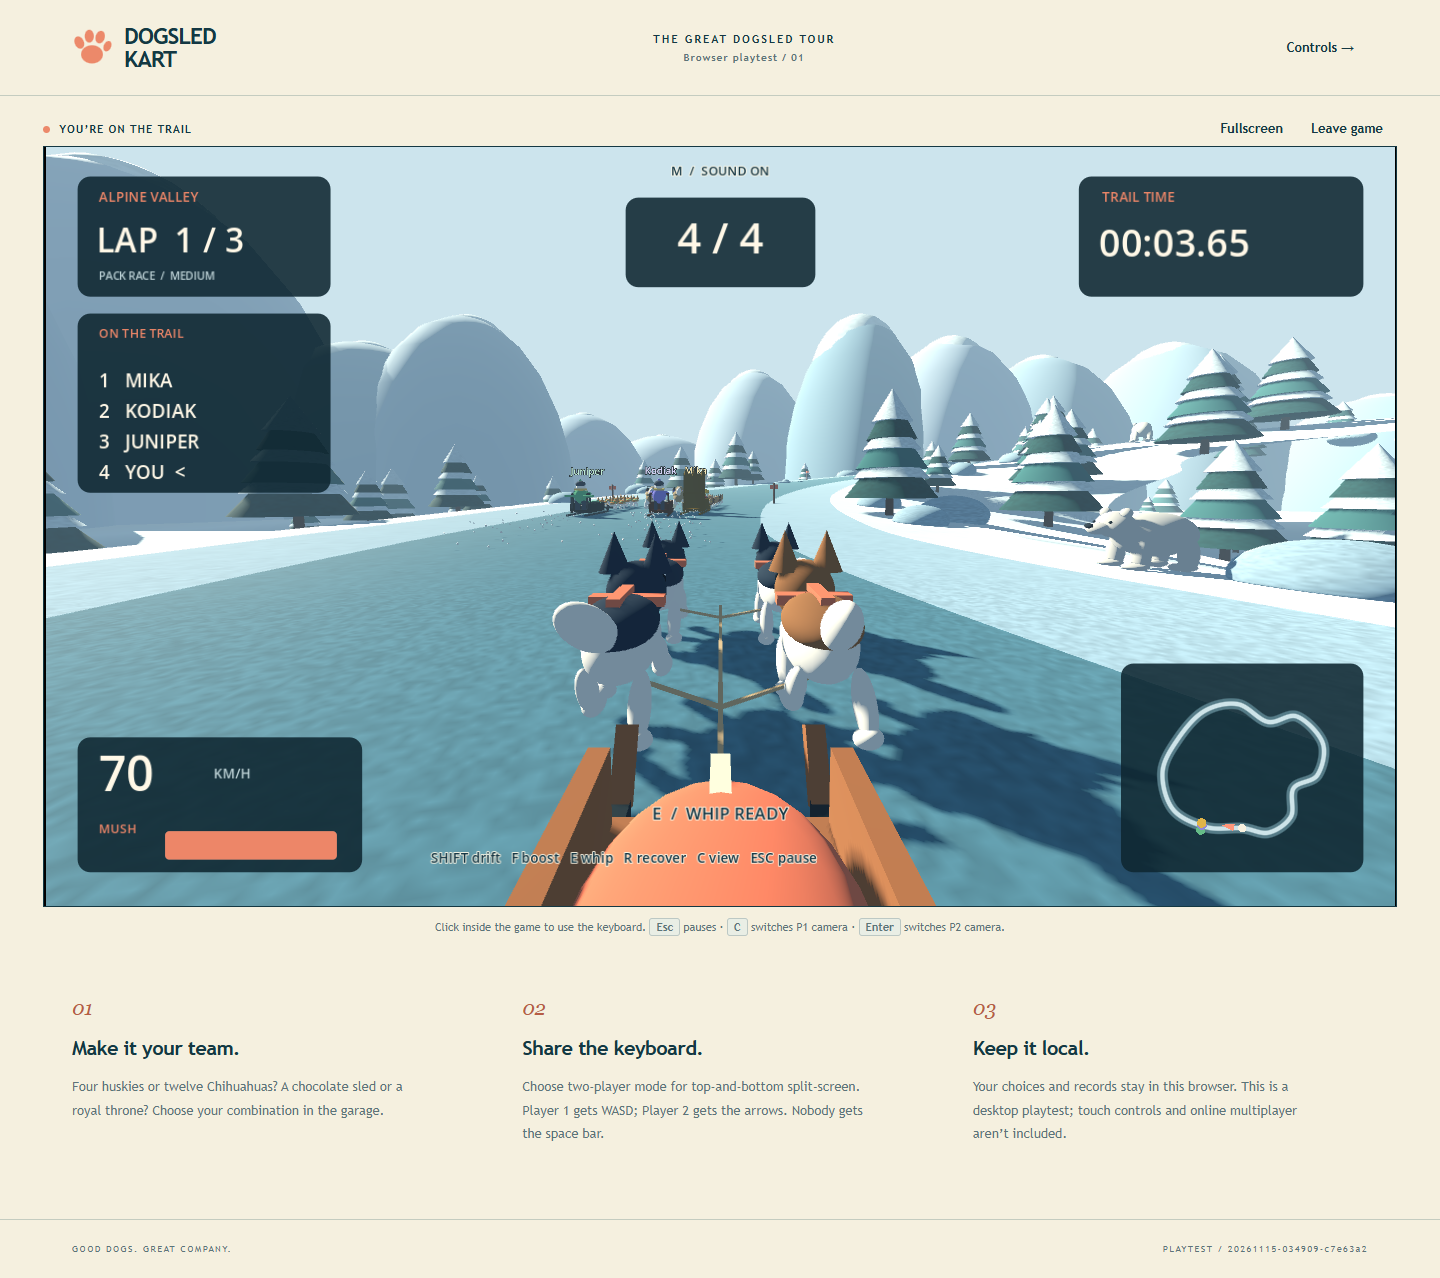 DOGSLED
KART
THE GREAT DOGSLED TOUR
Browser playtest / 01
Controls →
YOU'RE ON THE TRAIL
Fullscreen
Leave game
M / SOUND ON
ALPINE VALLEY
LAP 1 / 3
PACK RACE / MEDIUM
4 / 4
TRAIL TIME
00:03.65
ON THE TRAIL
1 MIKA
2 KODIAK
3 JUNIPER
4 YOU <
Juniper
Kodiak
Mika
70 KM/H
MUSH
E / WHIP READY
SHIFT drift F boost E whip R recover C view ESC pause
Click inside the game to use the keyboard. Esc pauses · C switches P1 camera · Enter switches P2 camera.
01
Make it your team.
Four huskies or twelve Chihuahuas? A chocolate sled or a
royal throne? Choose your combination in the garage.
02
Share the keyboard.
Choose two-player mode for top-and-bottom split-screen.
Player 1 gets WASD; Player 2 gets the arrows. Nobody gets
the space bar.
03
Keep it local.
Your choices and records stay in this browser. This is a
desktop playtest; touch controls and online multiplayer
aren't included.
GOOD DOGS. GREAT COMPANY.
PLAYTEST / 20261115-034909-c7e63a2